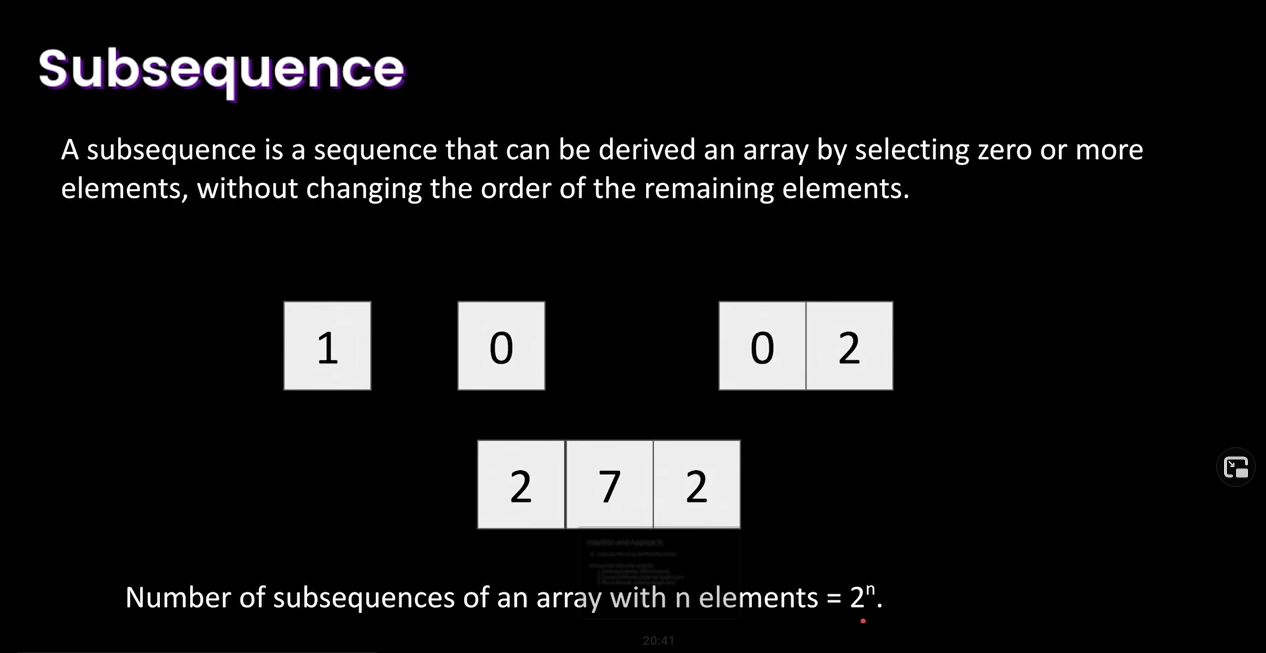 Subsequence
A subsequence is a sequence that can be derived an array by selecting zero or more
elements, without changing the order of the remaining elements.
1 0 0 2
2 7 2
Number of subsequences of an array with n elements = 2ⁿ.
20:41